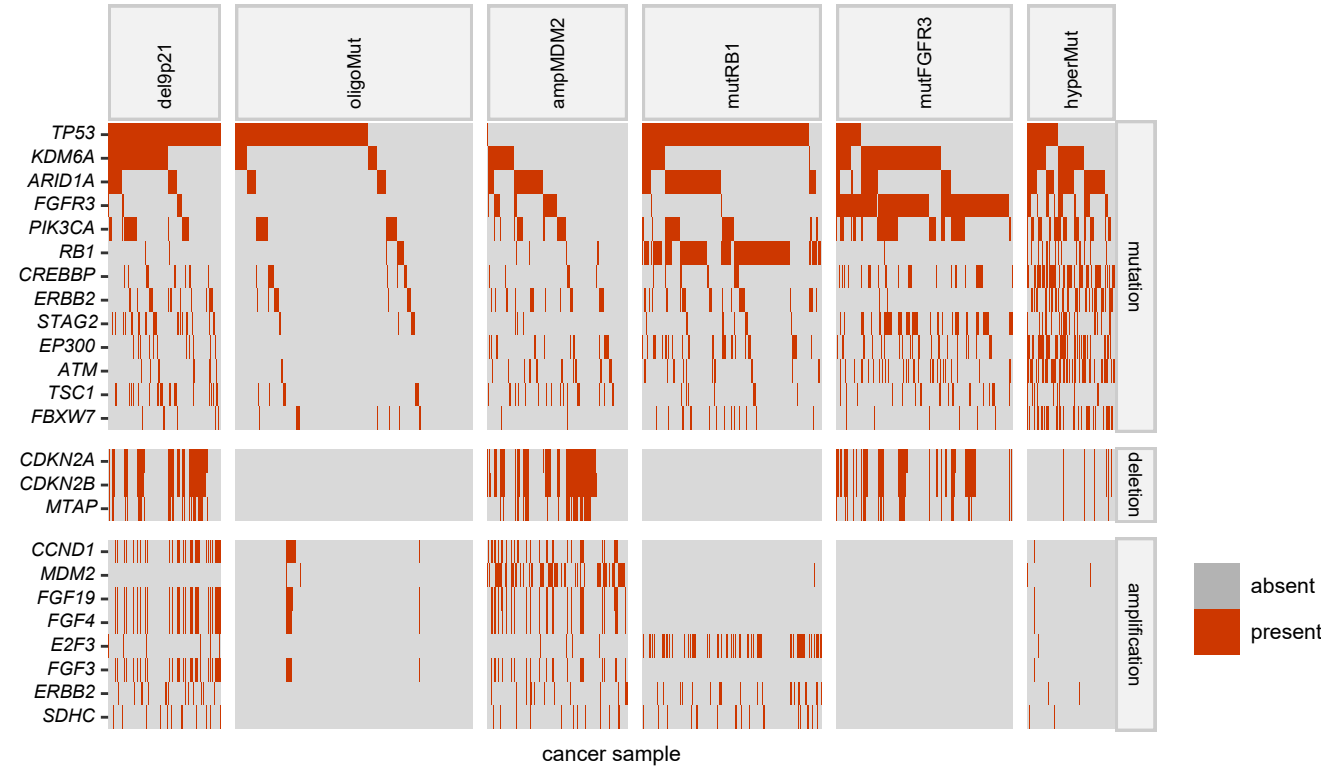 del9p21
oligoMut
ampMDM2
mutRB1
mutFGFR3
hyperMut
TP53
KDM6A
ARID1A
FGFR3
PIK3CA
RB1
CREBBP
ERBB2
STAG2
EP300
ATM
TSC1
FBXW7
mutation
CDKN2A
CDKN2B
MTAP
deletion
CCND1
MDM2
FGF19
FGF4
E2F3
FGF3
ERBB2
SDHC
amplification
absent
present
cancer sample